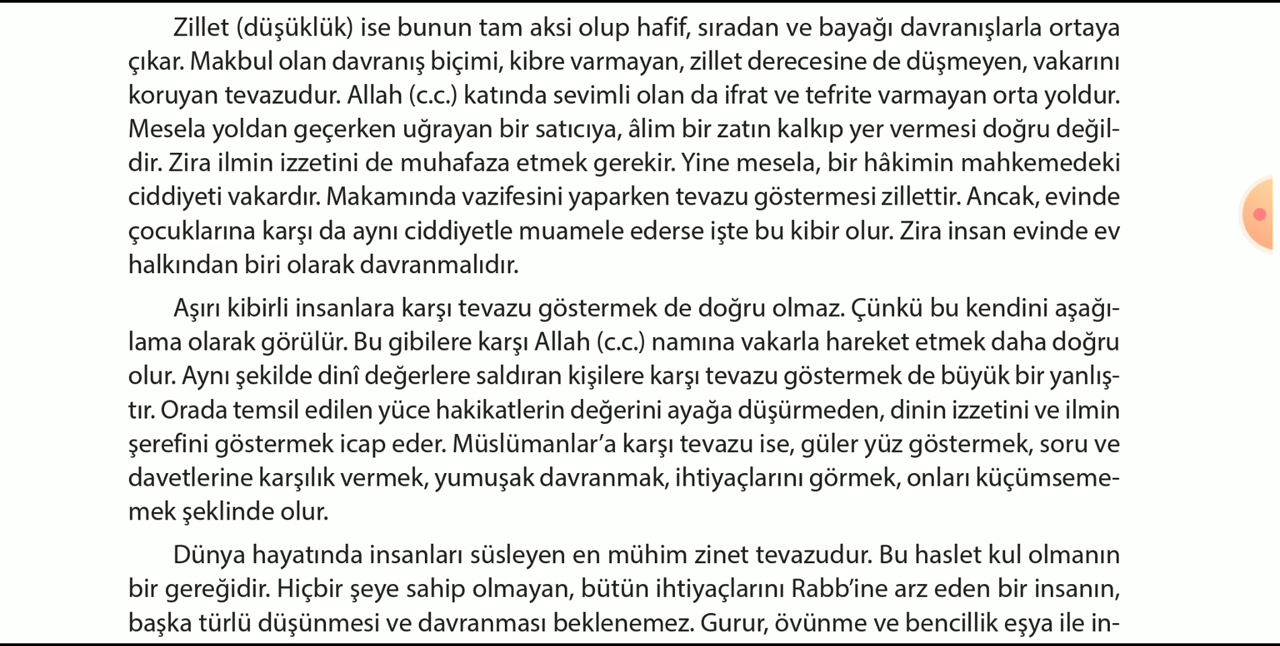 Zillet (düşüklük) ise bunun tam aksi olup hafif, sıradan ve bayağı davranışlarla ortaya
çıkar. Makbul olan davranış biçimi, kibre varmayan, zillet derecesine de düşmeyen, vakarını
koruyan tevazudur. Allah (c.c.) katında sevimli olan da ifrat ve tefrite varmayan orta yoldur.
Mesela yoldan geçerken uğrayan bir satıcıya, âlim bir zatın kalkıp yer vermesi doğru değil-
dir. Zira ilmin izzetini de muhafaza etmek gerekir. Yine mesela, bir hâkimin mahkemedeki
ciddiyeti vakardır. Makamında vazifesini yaparken tevazu göstermesi zillettir. Ancak, evinde
çocuklarına karşı da aynı ciddiyetle muamele ederse işte bu kibir olur. Zira insan evinde ev
halkından biri olarak davranmalıdır.
Aşırı kibirli insanlara karşı tevazu göstermek de doğru olmaz. Çünkü bu kendini aşağı-
lama olarak görülür. Bu gibilere karşı Allah (c.c.) namına vakarla hareket etmek daha doğru
olur. Aynı şekilde dinî değerlere saldıran kişilere karşı tevazu göstermek de büyük bir yanlış-
tır. Orada temsil edilen yüce hakikatlerin değerini ayağa düşürmeden, dinin izzetini ve ilmin
şerefini göstermek icap eder. Müslümanlar’a karşı tevazu ise, güler yüz göstermek, soru ve
davetlerine karşılık vermek, yumuşak davranmak, ihtiyaçlarını görmek, onları küçümseme-
mek şeklinde olur.
Dünya hayatında insanları süsleyen en mühim zinet tevazudur. Bu haslet kul olmanın
bir gereğidir. Hiçbir şeye sahip olmayan, bütün ihtiyaçlarını Rabb’ine arz eden bir insanın,
başka türlü düşünmesi ve davranması beklenemez. Gurur, övünme ve bencillik eşya ile in-